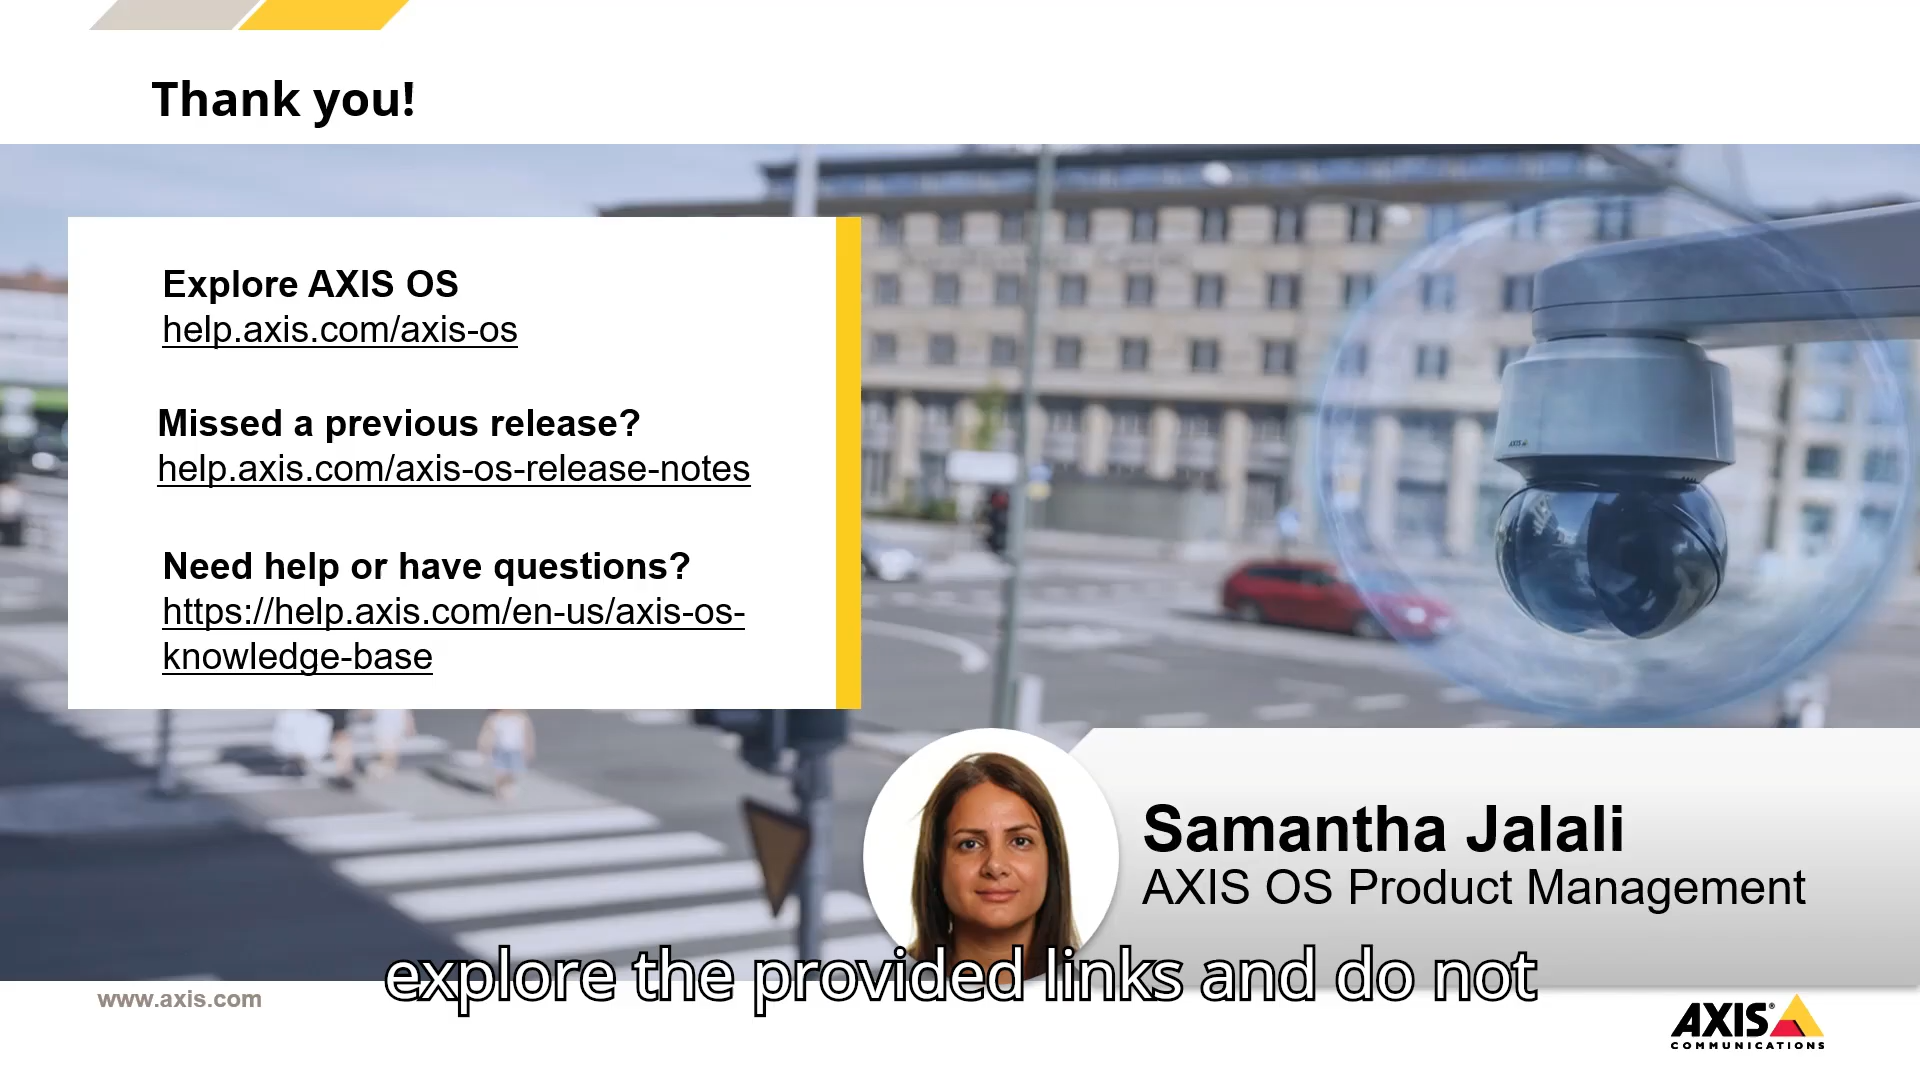 Thank you!
Explore AXIS OS
help.axis.com/axis-os
Missed a previous release?
help.axis.com/axis-os-release-notes
Need help or have questions?
https://help.axis.com/en-us/axis-os-
knowledge-base
AXIS
Samantha Jalali
AXIS OS Product Management
explore the provided links and do not
www.axis.com
AXIS
COMMUNICATIONS